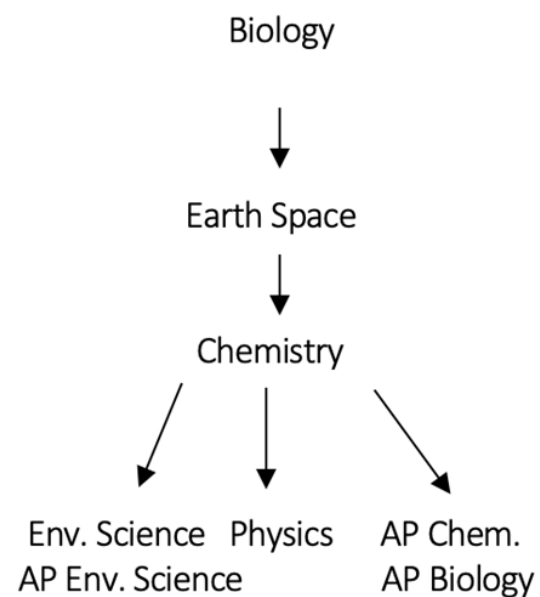 Biology
Earth Space
Chemistry
Env. Science Physics AP Chem.
AP Env. Science AP Biology